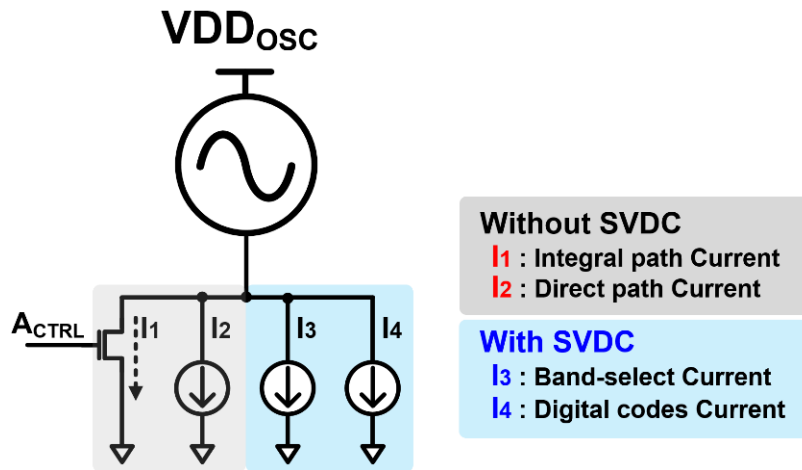 VDDOSC
Without SVDC
I1 : Integral path Current
I2 : Direct path Current
ACTRL
I1
I2
I3
I4
With SVDC
I3 : Band-select Current
I4 : Digital codes Current